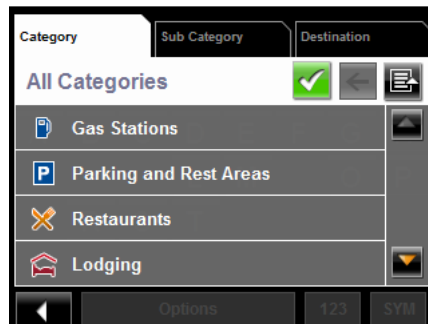 Category Sub Category Destination
All Categories
Gas Stations
P Parking and Rest Areas
Restaurants
Lodging
Options 123 SYM